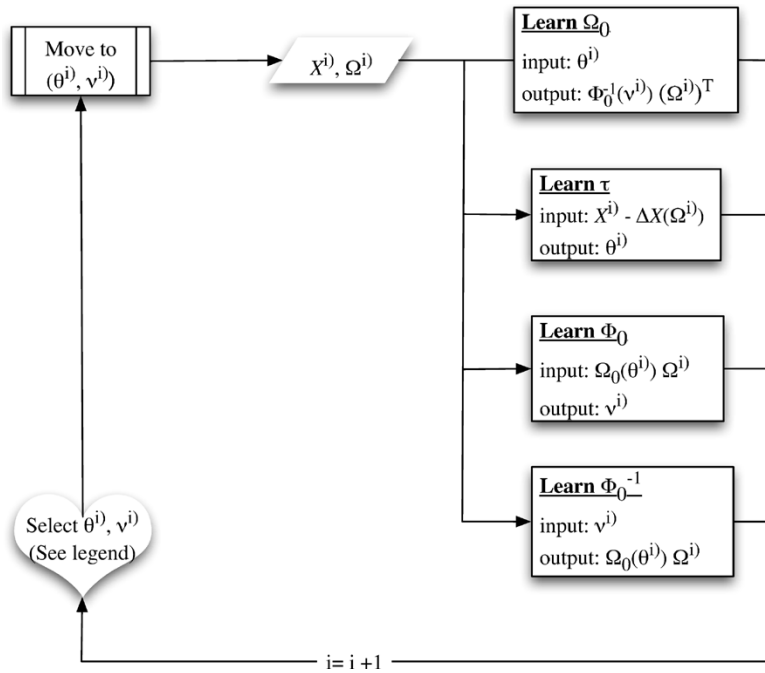 Move to
(θ^i), ν^i))
X^i), Ω^i)
Learn Ω₀
input: θ^i)
output: Φ₀⁻¹(ν^i)) (Ω^i))^T
Learn τ
input: X^i) - ΔX(Ω^i))
output: θ^i)
Learn Φ₀
input: Ω₀(θ^i)) Ω^i)
output: ν^i)
Learn Φ₀⁻¹
input: ν^i)
output: Ω₀(θ^i)) Ω^i)
Select θ^i), ν^i)
(See legend)
i= i +1